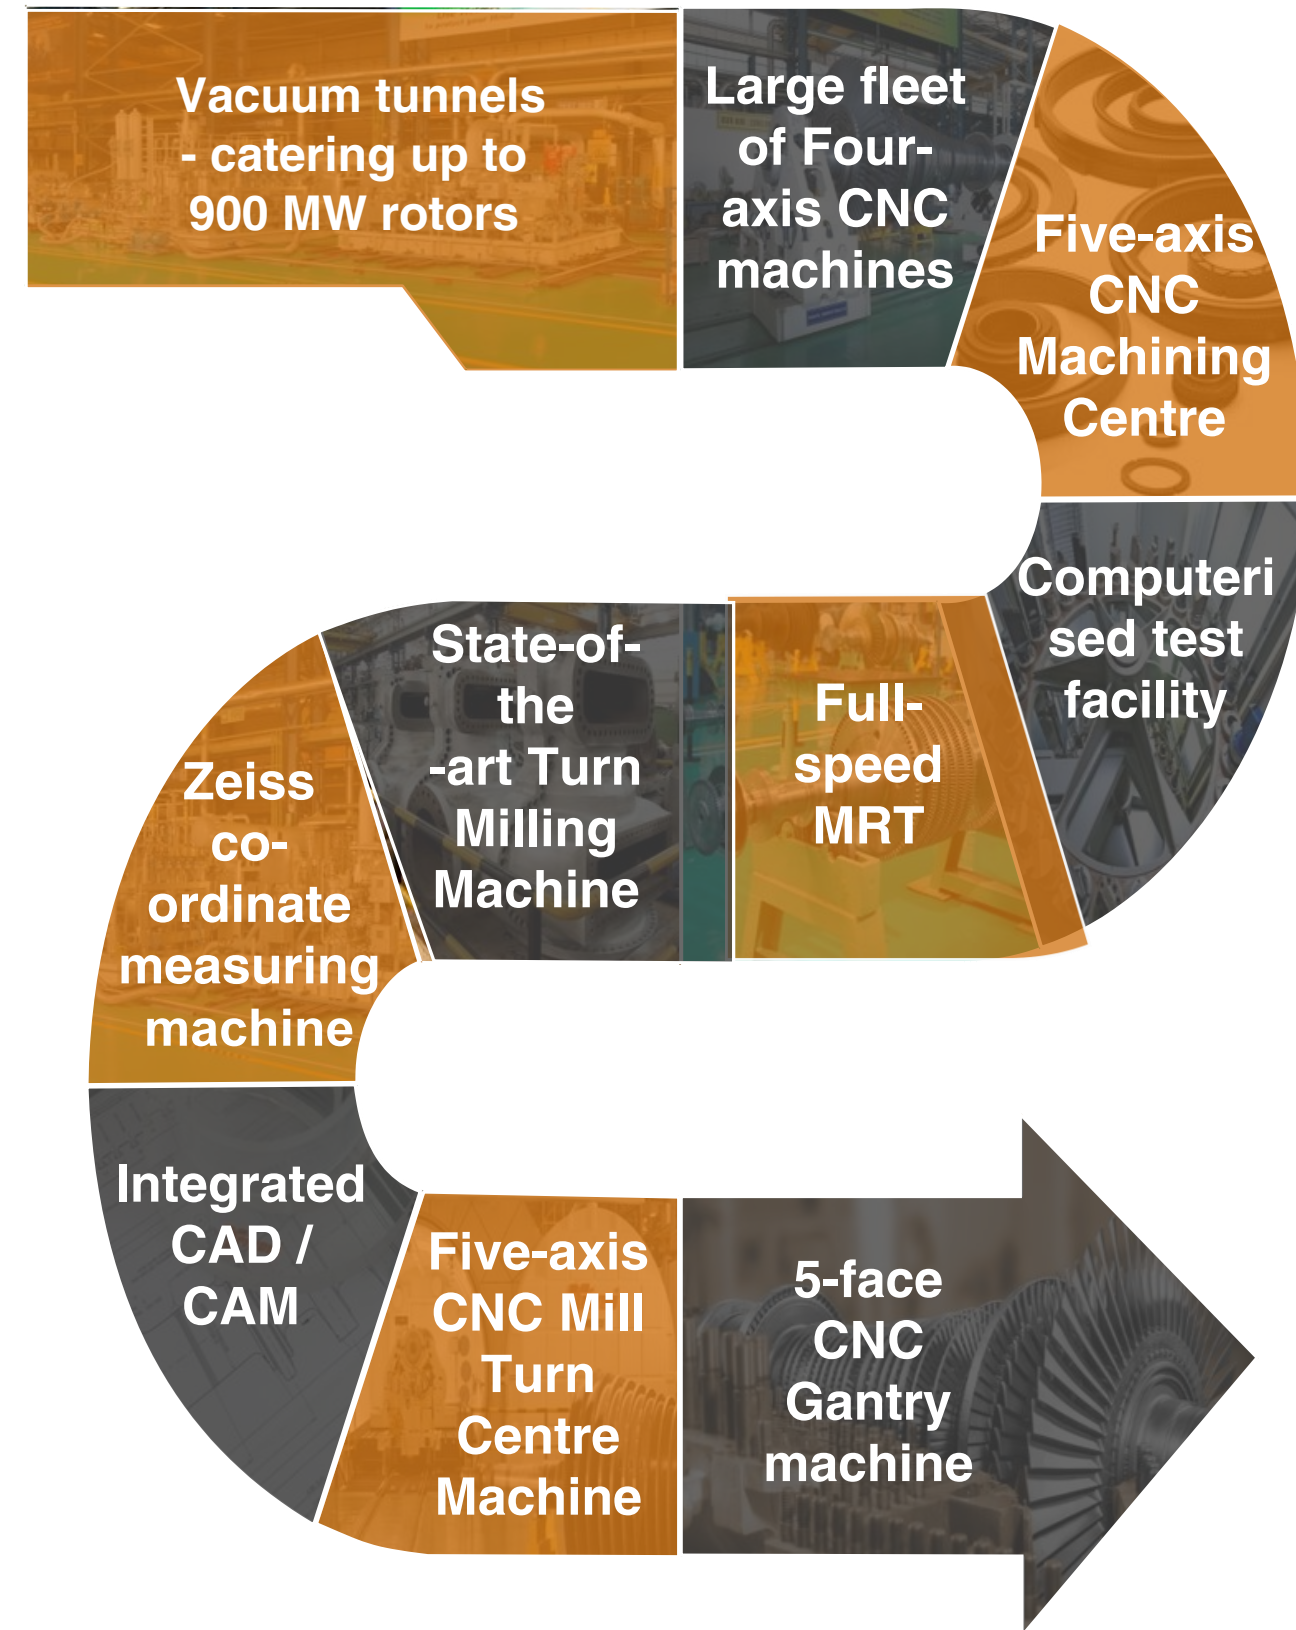 Vacuum tunnels
- catering up to
900 MW rotors
Large fleet
of Four-
axis CNC
machines
Five-axis
CNC
Machining
Centre
Computeri
sed test
facility
Full-
speed
MRT
State-of-
the
-art Turn
Milling
Machine
Zeiss
co-
ordinate
measuring
machine
Integrated
CAD /
CAM
Five-axis
CNC Mill
Turn
Centre
Machine
5-face
CNC
Gantry
machine